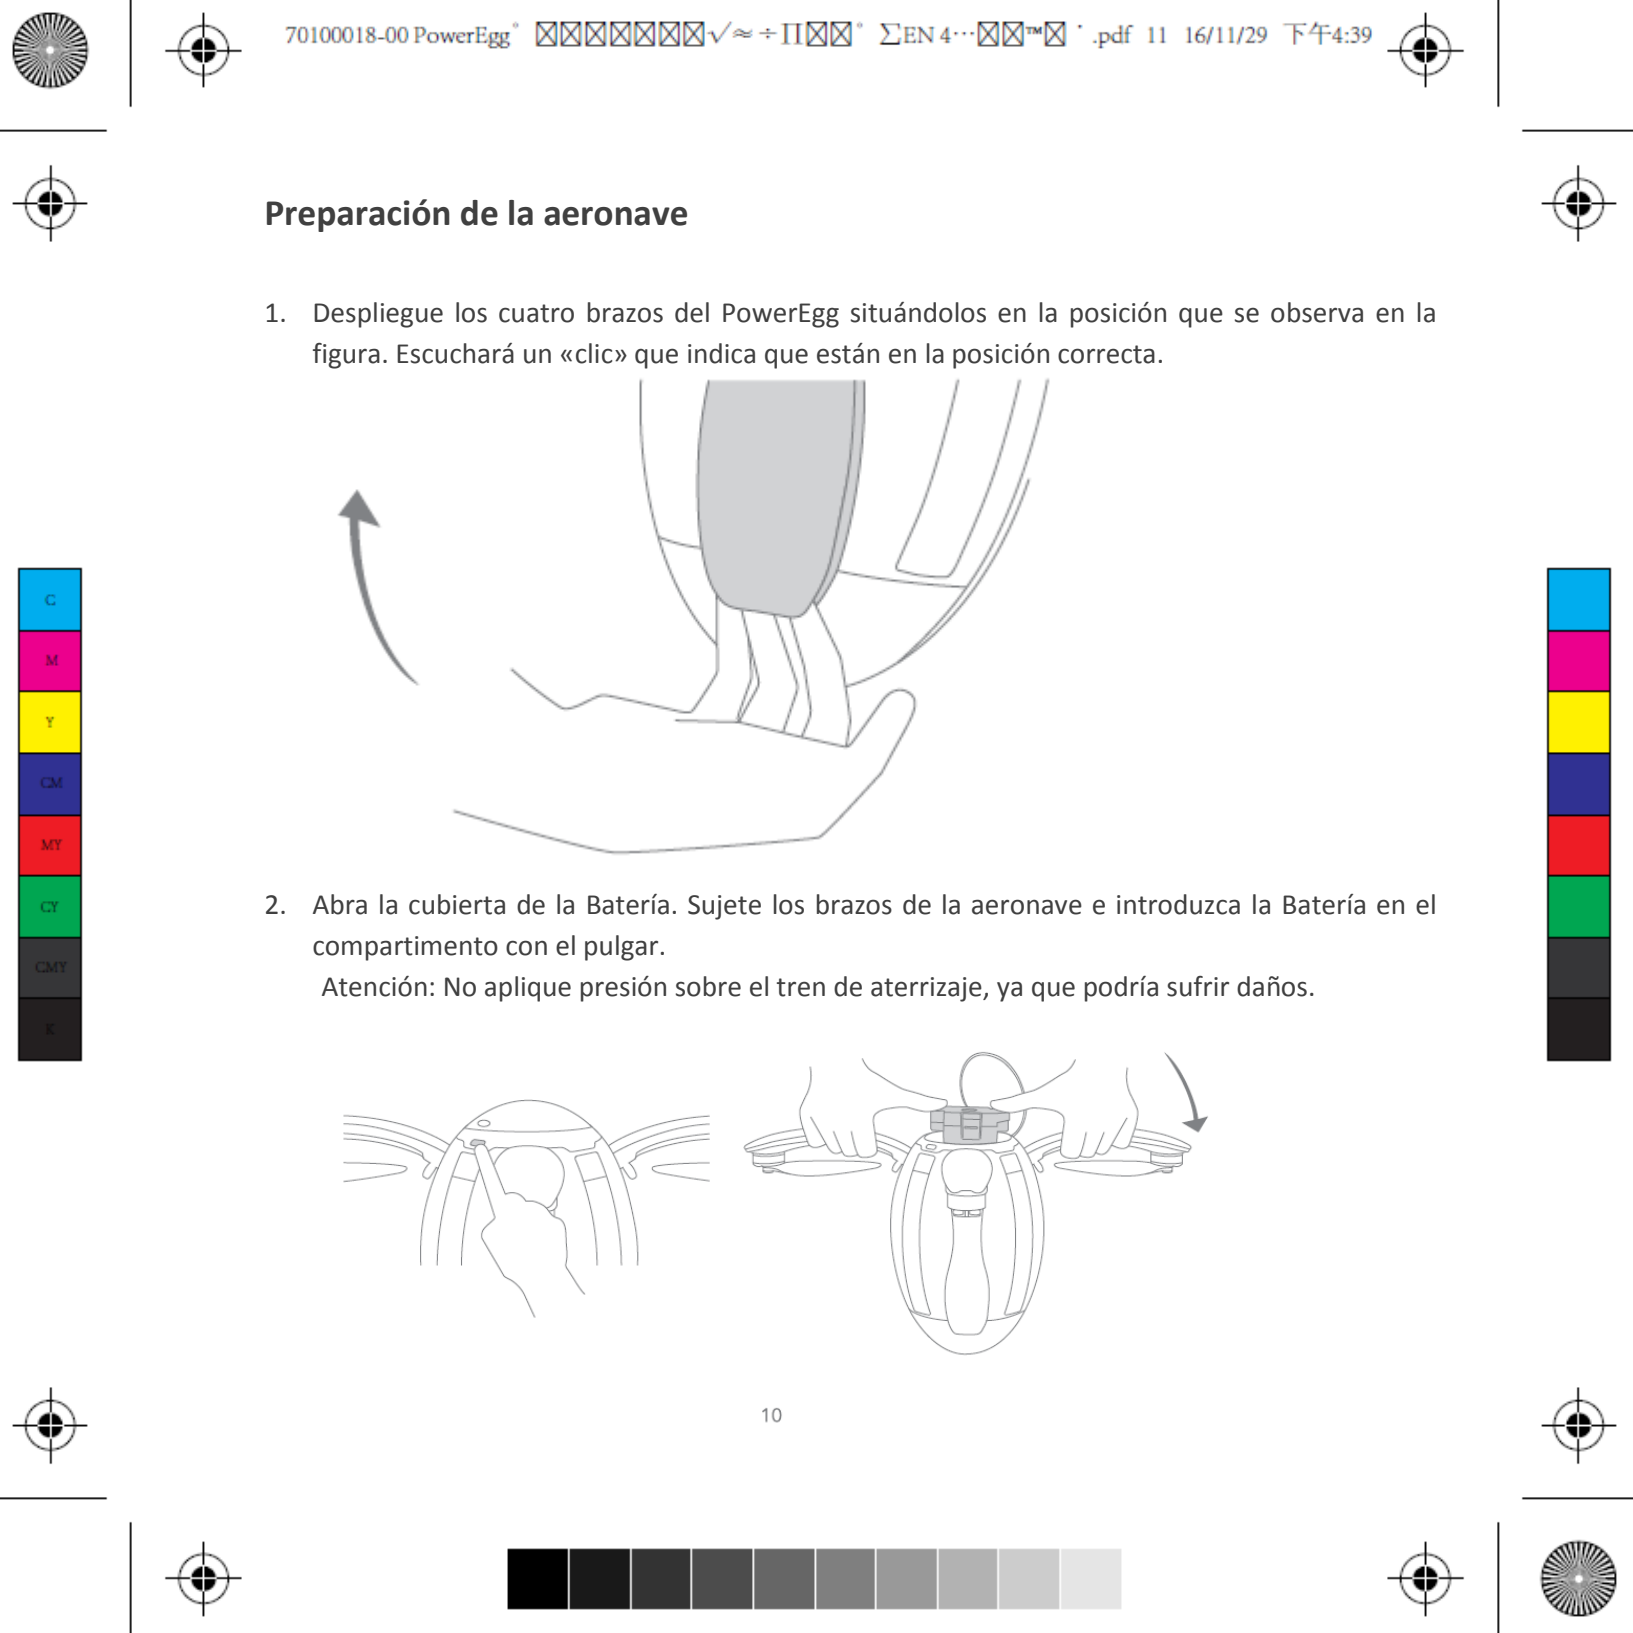 70100018-00 PowerEgg° √≈÷∏ ° ∑EN 4…™ ˙ .pdf 11 16/11/29 下午4:39
Preparación de la aeronave
1. Despliegue los cuatro brazos del PowerEgg situándolos en la posición que se observa en la
figura. Escuchará un «clic» que indica que están en la posición correcta.
C
M
Y
CM
MY
CY
CMY
K
2. Abra la cubierta de la Batería. Sujete los brazos de la aeronave e introduzca la Batería en el
compartimento con el pulgar.
Atención: No aplique presión sobre el tren de aterrizaje, ya que podría sufrir daños.
10